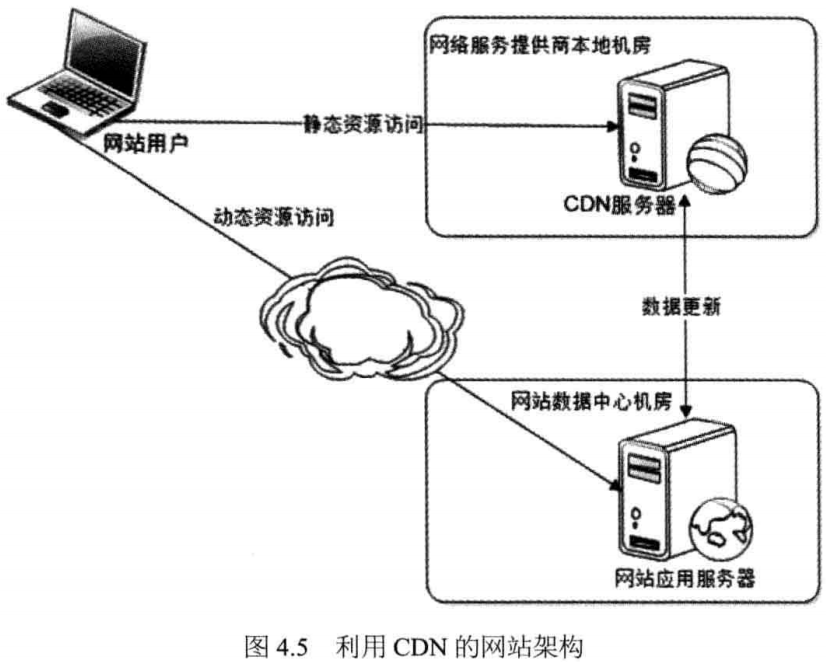 网络服务提供商本地机房
静态资源访问
网站用户
CDN服务器
动态资源访问
数据更新
网站数据中心机房
网站应用服务器
图 4.5 利用 CDN 的网站架构